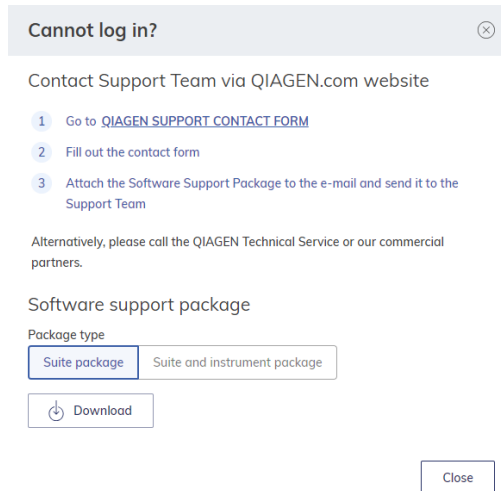 Cannot log in?
Contact Support Team via QIAGEN.com website
1 Go to QIAGEN SUPPORT CONTACT FORM
2 Fill out the contact form
3 Attach the Software Support Package to the e-mail and send it to the
Support Team
Alternatively, please call the QIAGEN Technical Service or our commercial
partners.
Software support package
Package type
Suite package Suite and instrument package
Download
Close